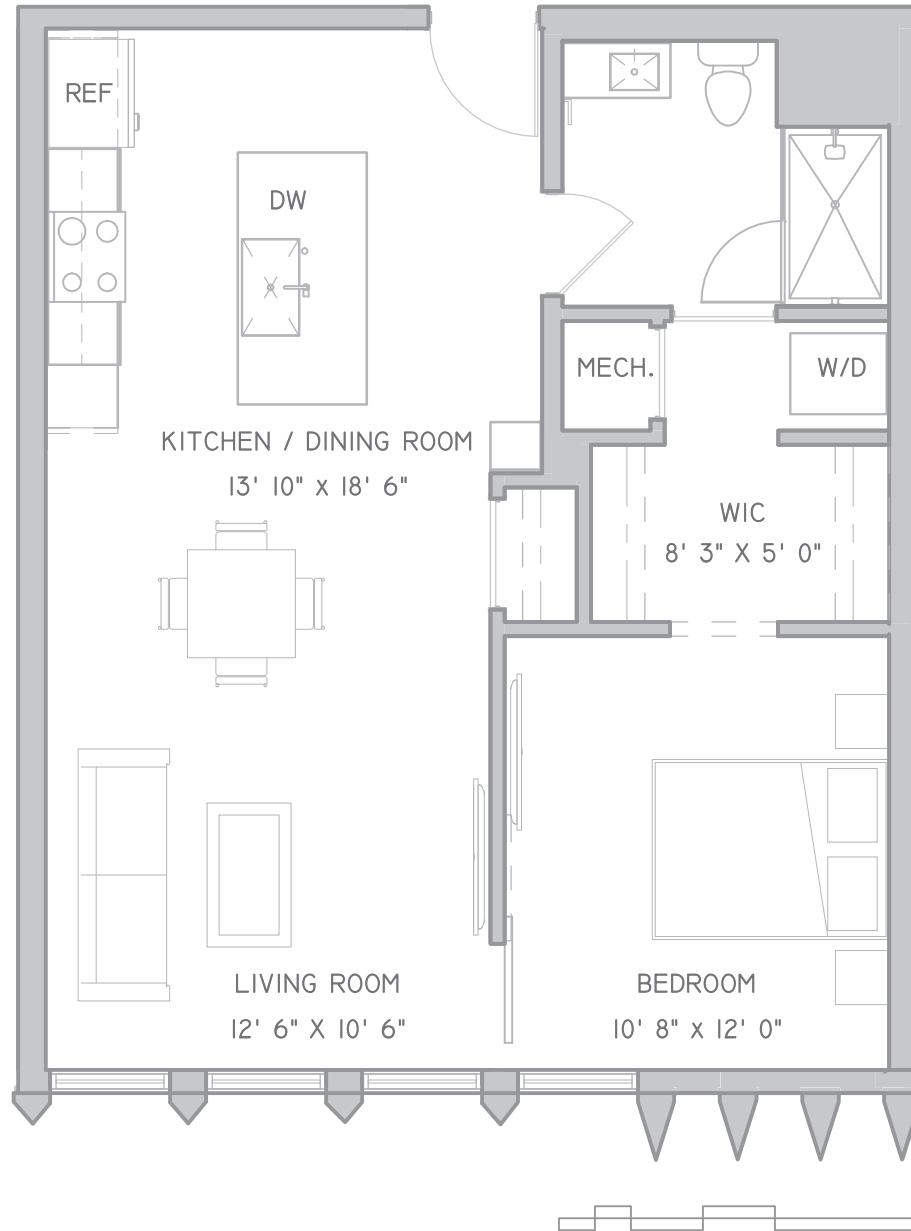 REF
DW
MECH.
W/D
KITCHEN / DINING ROOM
13' 10" X 18' 6"
WIC
8' 3" X 5' 0"
LIVING ROOM
12' 6" X 10' 6"
BEDROOM
10' 8" X 12' 0"